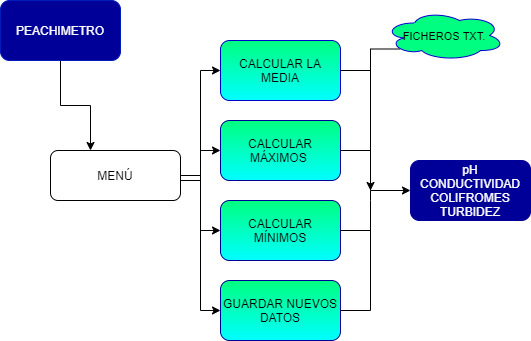 PEACHIMETRO
MENÚ
CALCULAR LA
MEDIA
CALCULAR
MÁXIMOS
CALCULAR
MÍNIMOS
GUARDAR NUEVOS
DATOS
FICHEROS TXT.
pH
CONDUCTIVIDAD
COLIFROMES
TURBIDEZ